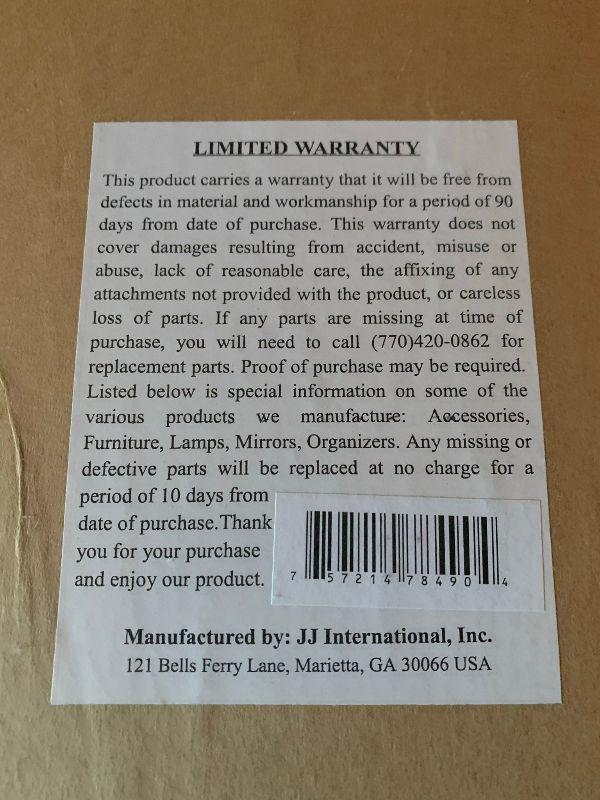 LIMITED WARRANTY
This product carries a warranty that it will be free from
defects in material and workmanship for a period of 90
days from date of purchase. This warranty does not
cover damages resulting from accident, misuse or
abuse, lack of reasonable care, the affixing of any
attachments not provided with the product, or careless
loss of parts. If any parts are missing at time of
purchase, you will need to call (770)420-0862 for
replacement parts. Proof of purchase may be required.
Listed below is special information on some of the
various products we manufacture: Accessories,
Furniture, Lamps, Mirrors, Organizers. Any missing or
defective parts will be replaced at no charge for a
period of 10 days from
date of purchase.Thank
you for your purchase
and enjoy our product.
7 57214 78490 4
Manufactured by: JJ International, Inc.
121 Bells Ferry Lane, Marietta, GA 30066 USA